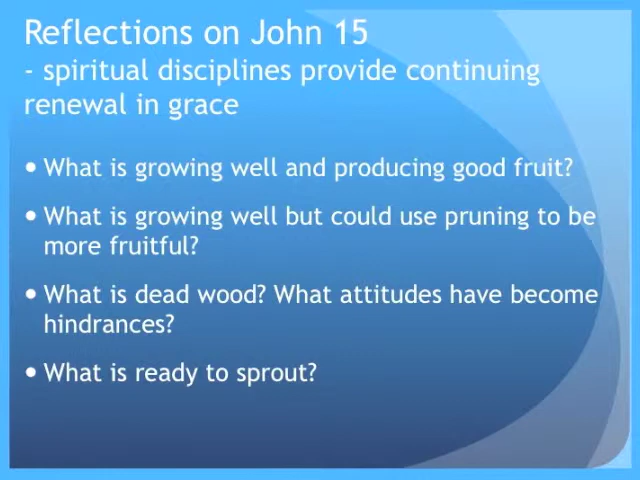 Reflections on John 15
- spiritual disciplines provide continuing
renewal in grace
• What is growing well and producing good fruit?
• What is growing well but could use pruning to be
more fruitful?
• What is dead wood? What attitudes have become
hindrances?
• What is ready to sprout?